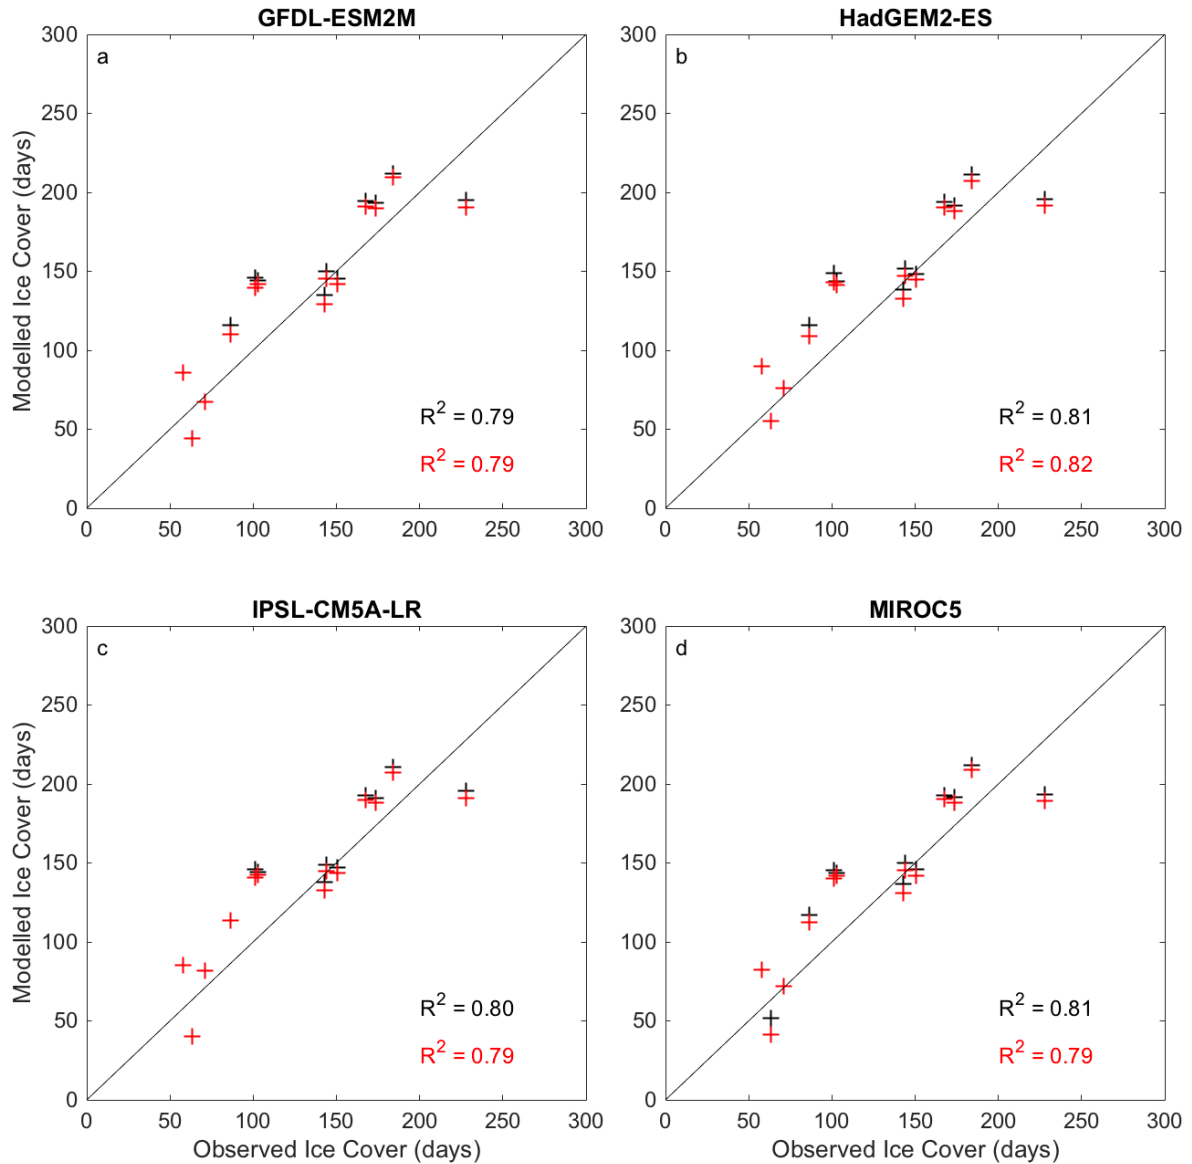 GFDL-ESM2M
HadGEM2-ES
a
b
300
250
200
150
100
50
0
Modelled Ice Cover (days)
R² = 0.79
R² = 0.79
0 50 100 150 200 250 300
300
250
200
150
100
50
0
R² = 0.81
R² = 0.82
0 50 100 150 200 250 300
IPSL-CM5A-LR
MIROC5
c
d
300
250
200
150
100
50
0
Modelled Ice Cover (days)
R² = 0.80
R² = 0.79
0 50 100 150 200 250 300
Observed Ice Cover (days)
300
250
200
150
100
50
0
R² = 0.81
R² = 0.79
0 50 100 150 200 250 300
Observed Ice Cover (days)